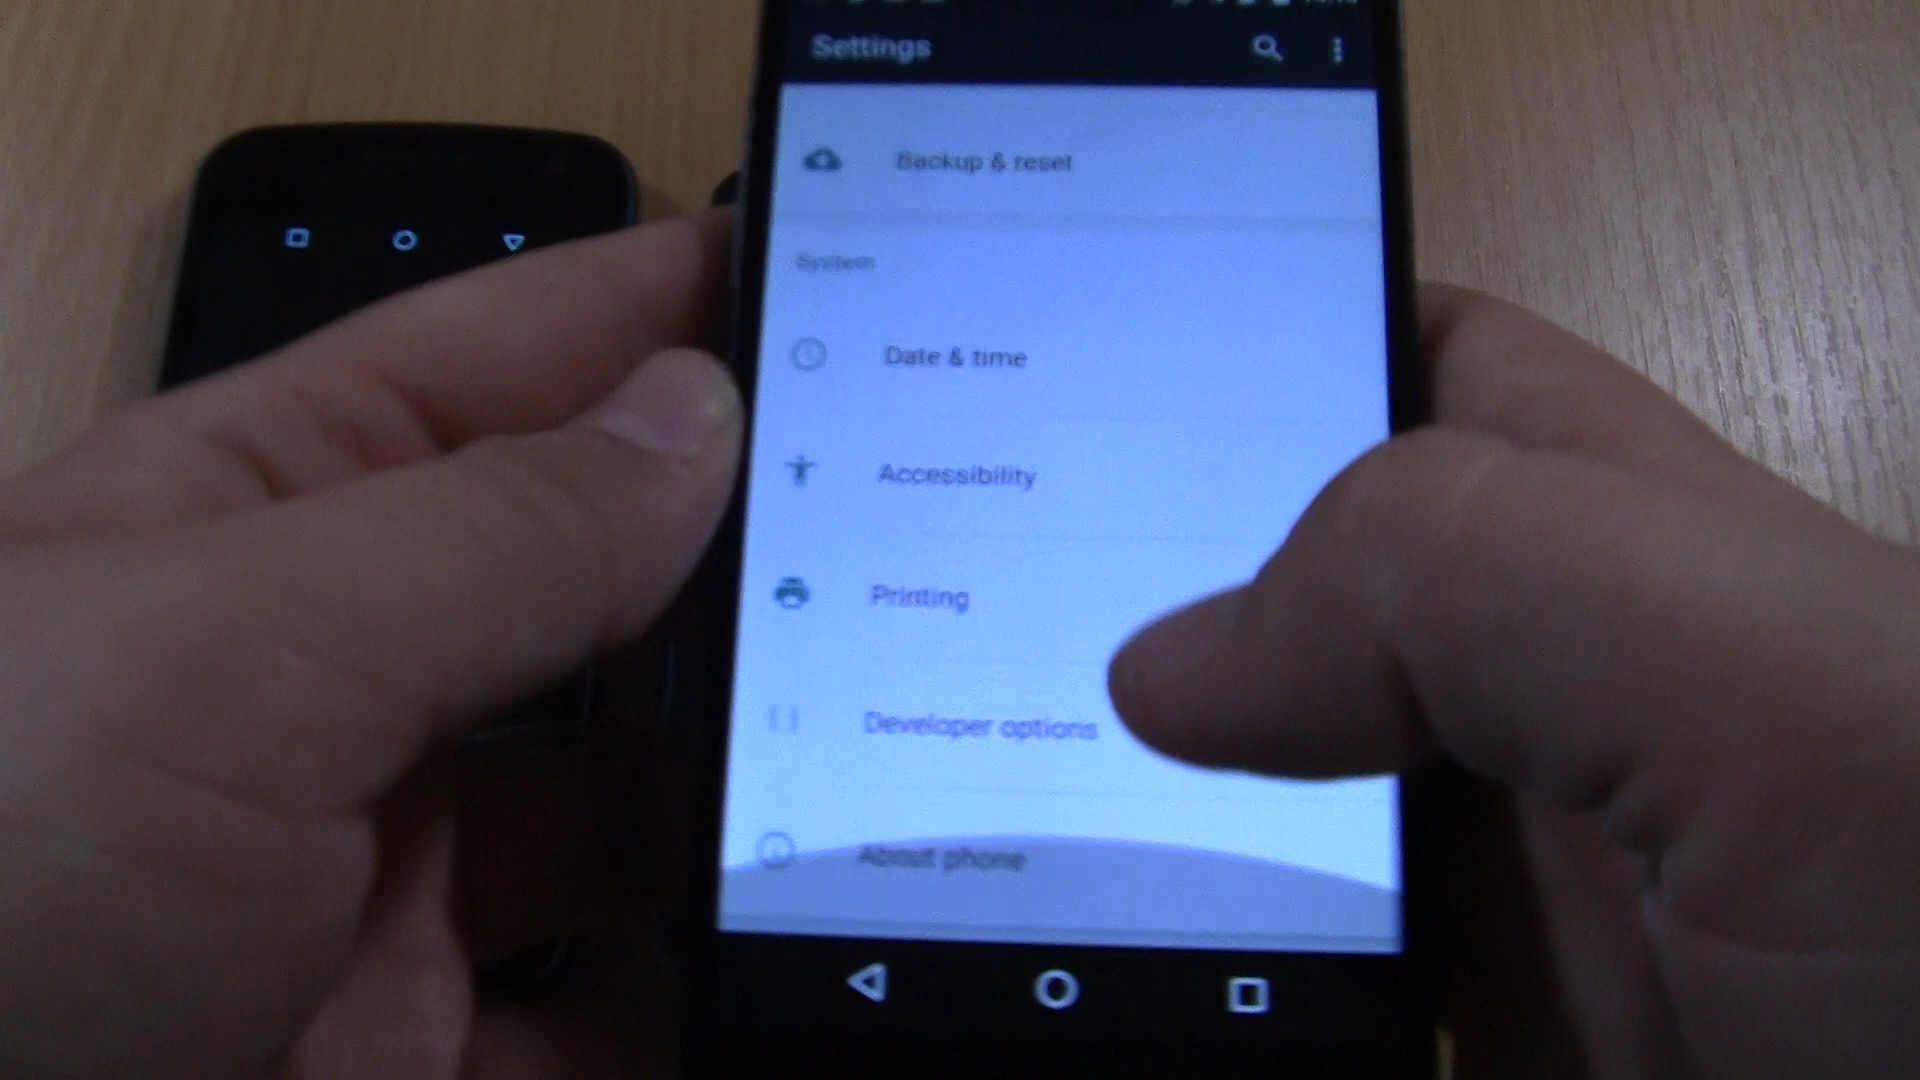 Settings
Backup & reset
System
Date & time
Accessibility
Printing
Developer options
About phone